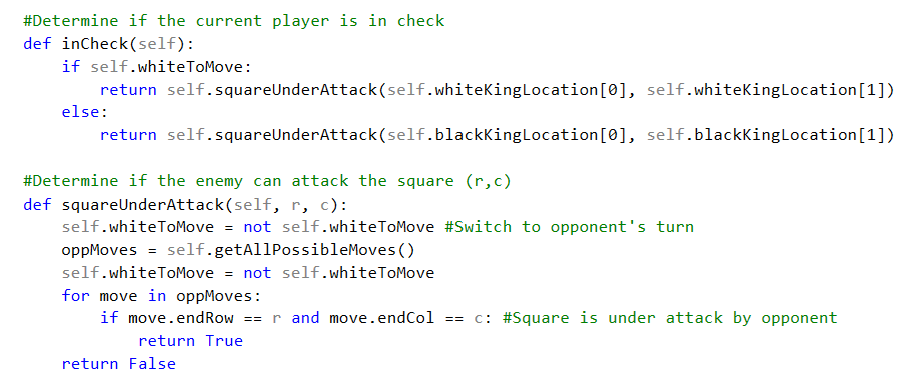 #Determine if the current player is in check
def inCheck(self):
    if self.whiteToMove:
        return self.squareUnderAttack(self.whiteKingLocation[0], self.whiteKingLocation[1])
    else:
        return self.squareUnderAttack(self.blackKingLocation[0], self.blackKingLocation[1])

#Determine if the enemy can attack the square (r,c)
def squareUnderAttack(self, r, c):
    self.whiteToMove = not self.whiteToMove #Switch to opponent's turn
    oppMoves = self.getAllPossibleMoves()
    self.whiteToMove = not self.whiteToMove
    for move in oppMoves:
        if move.endRow == r and move.endCol == c: #Square is under attack by opponent
            return True
    return False